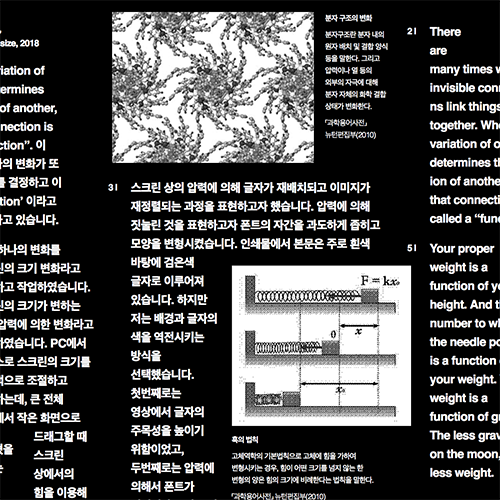 size, 2018
riation of
termines
of another,
nection is
ction”. 이
의 변화가 또
를 결정하고 이
tion’ 이라고
하고 있습니다.
하나의 변화를
린의 크기 변화라고
하고 작업하였습니다.
린의 크기가 변하는
압력에 의한 변화라고
하였습니다. PC에서
스로 스크린의 크기를
적으로 조절하고
하는데, 큰 전체
에서 작은 화면으로
드래그할 때
스크린
상에서의
힘을 이용해
분자 구조의 변화
분자구조란 분자 내의
원자 배치 및 결합 양식
등을 말한다. 그리고
압력이나 열 등의
외부의 자극에 대해
분자 자체의 화학 결합
상태가 변화한다.
「과학용어사전」
뉴턴편집부(2010)
31 스크린 상의 압력에 의해 글자가 재배치되고 이미지가
재정렬되는 과정을 표현하고자 했습니다. 압력에 의해
짓눌린 것을 표현하고자 폰트의 자간을 과도하게 좁히고
모양을 변형시켰습니다. 인쇄물에서 본문은 주로 흰색
바탕에 검은색
글자로 이루어져
있습니다. 하지만
저는 배경과 글자의
색을 역전시키는
방식을
선택했습니다.
첫번째로는
영상에서 글자의
주목성을 높이기
위함이었고,
두번째로는 압력에
의해서 폰트가
F = kx₀
x
0
x₀
훅의 법칙
고체역학의 기본법칙으로 고체에 힘을 가하여
변형시키는 경우, 힘이 어떤 크기를 넘지 않는 한
변형의 양은 힘의 크기에 비례한다는 법칙을 말한다.
「과학용어사전」 뉴턴편집부(2010)
21 There
are
many times w
invisible conn
ns link things
together. Whe
variation of o
determines th
ion of another
that connectio
called a “func
51 Your proper
weight is a
function of yo
height. And th
number to wh
the needle po
is a function o
your weight. Y
weight is a
function of gr
The less grav
on the moon,
less weight.